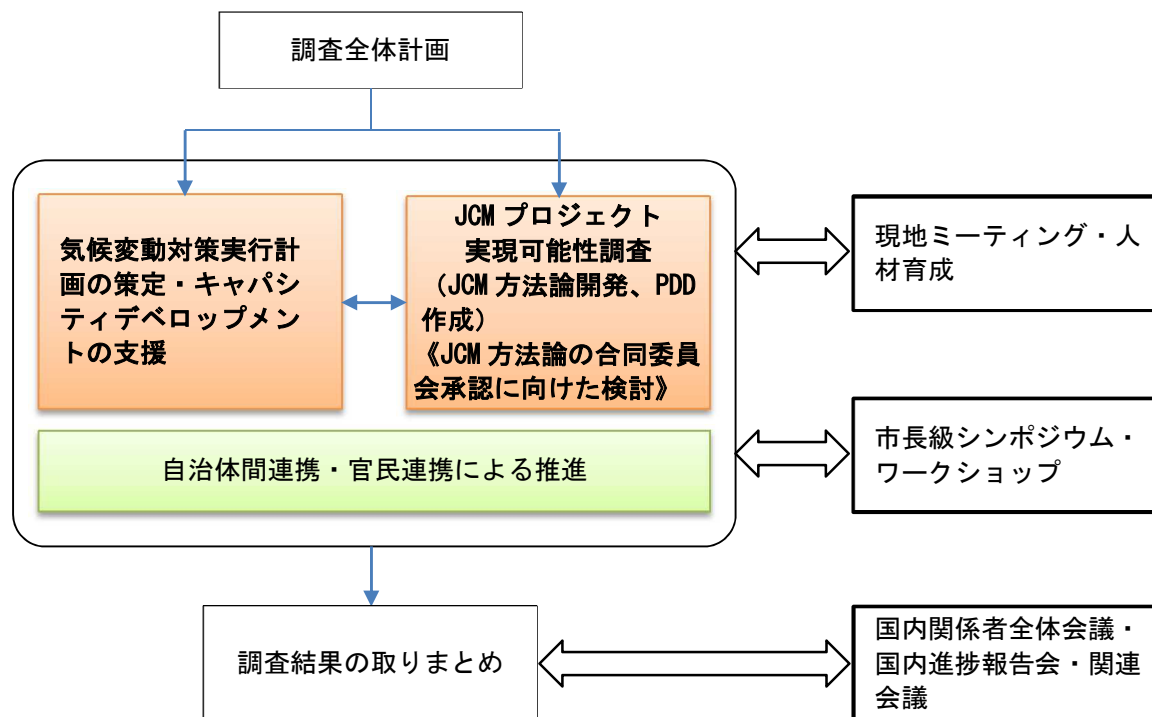 調査全体計画
気候変動対策実行計
画の策定・キャパシ
ティデベロップメン
トの支援
JCM プロジェクト
実現可能性調査
（JCM 方法論開発、PDD
作成）
《JCM 方法論の合同委員
会承認に向けた検討》
自治体間連携・官民連携による推進
現地ミーティング・人
材育成
市長級シンポジウム・
ワークショップ
調査結果の取りまとめ
国内関係者全体会議・
国内進捗報告会・関連
会議